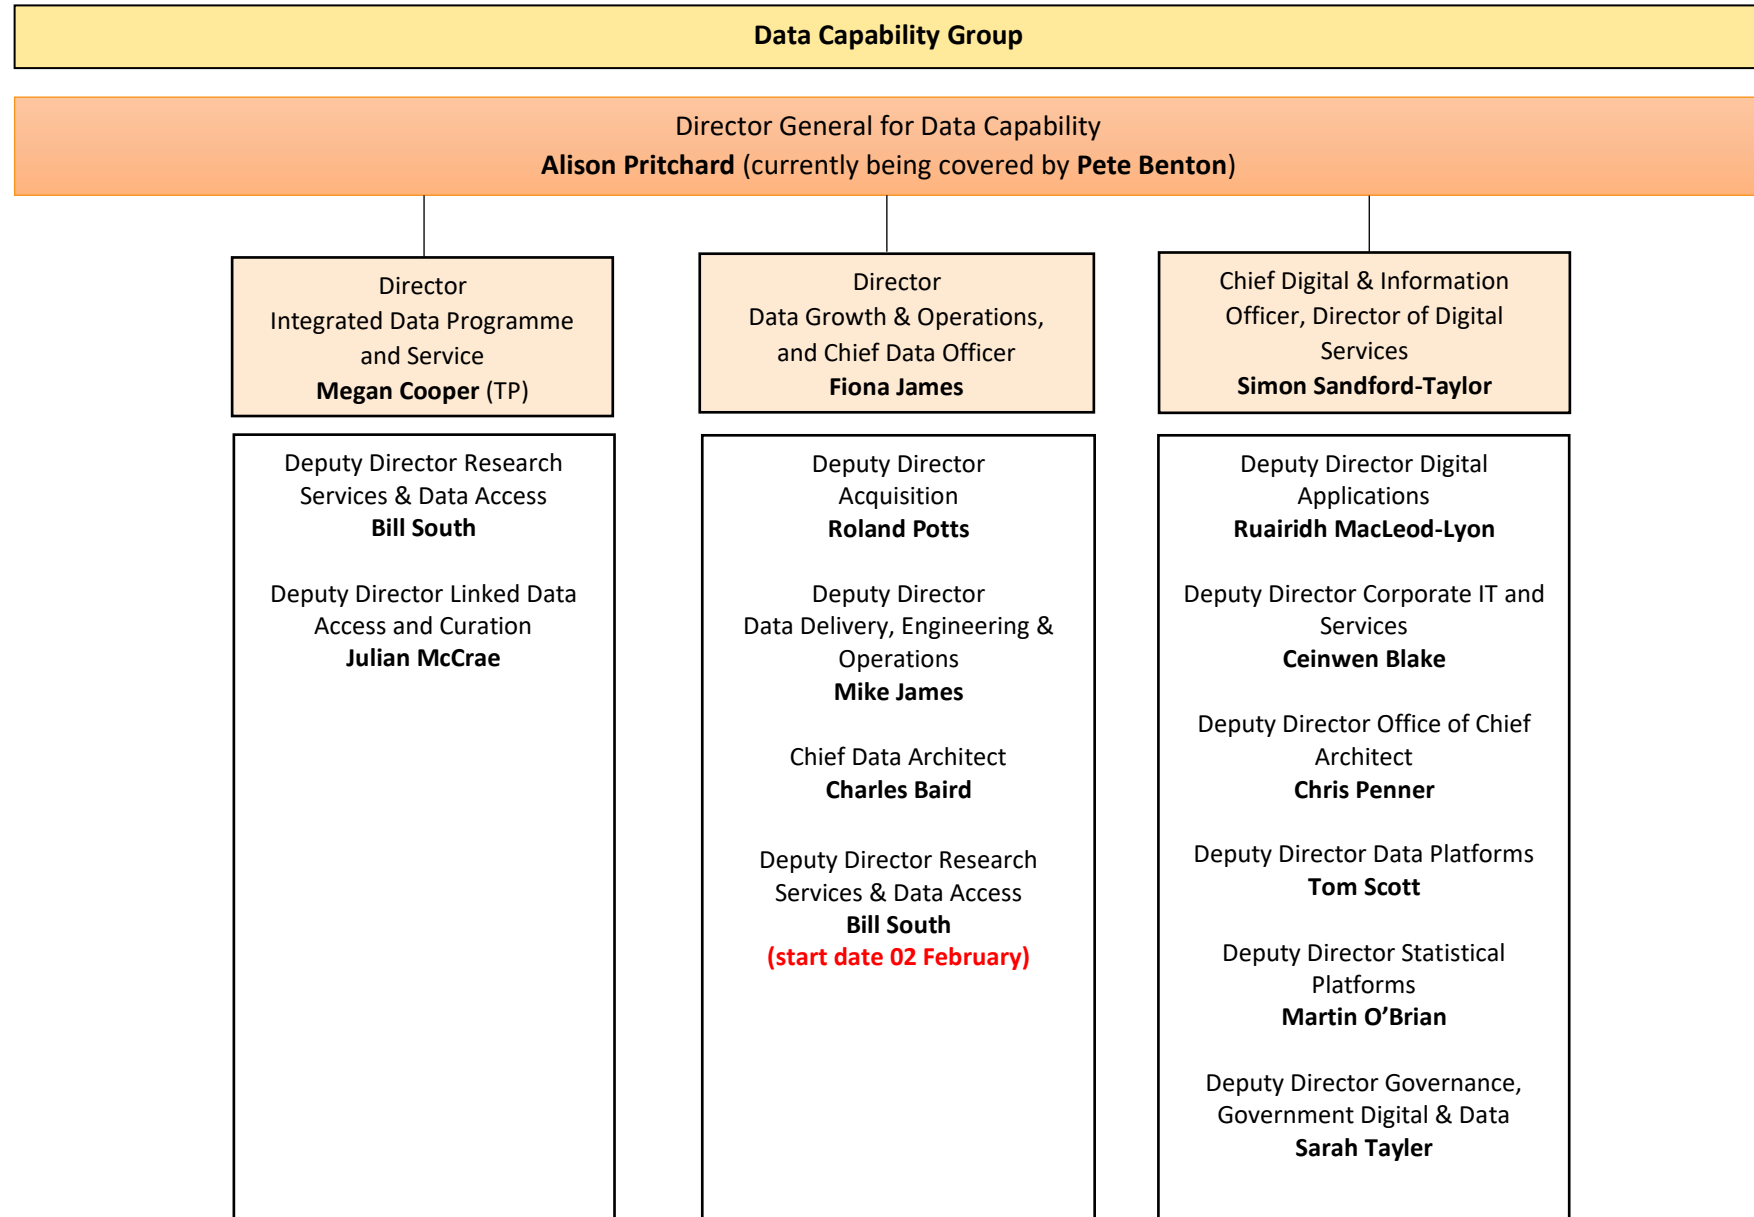 Data Capability Group
Director General for Data Capability
Alison Pritchard (currently being covered by Pete Benton)
Director
Integrated Data Programme
and Service
Megan Cooper (TP)
Deputy Director Research
Services & Data Access
Bill South
Deputy Director Linked Data
Access and Curation
Julian McCrae
Director
Data Growth & Operations,
and Chief Data Officer
Fiona James
Deputy Director
Acquisition
Roland Potts
Deputy Director
Data Delivery, Engineering &
Operations
Mike James
Chief Data Architect
Charles Baird
Deputy Director Research
Services & Data Access
Bill South
(start date 02 February)
Chief Digital & Information
Officer, Director of Digital
Services
Simon Sandford-Taylor
Deputy Director Digital
Applications
Ruairidh MacLeod-Lyon
Deputy Director Corporate IT and
Services
Ceinwen Blake
Deputy Director Office of Chief
Architect
Chris Penner
Deputy Director Data Platforms
Tom Scott
Deputy Director Statistical
Platforms
Martin O’Brian
Deputy Director Governance,
Government Digital & Data
Sarah Tayler